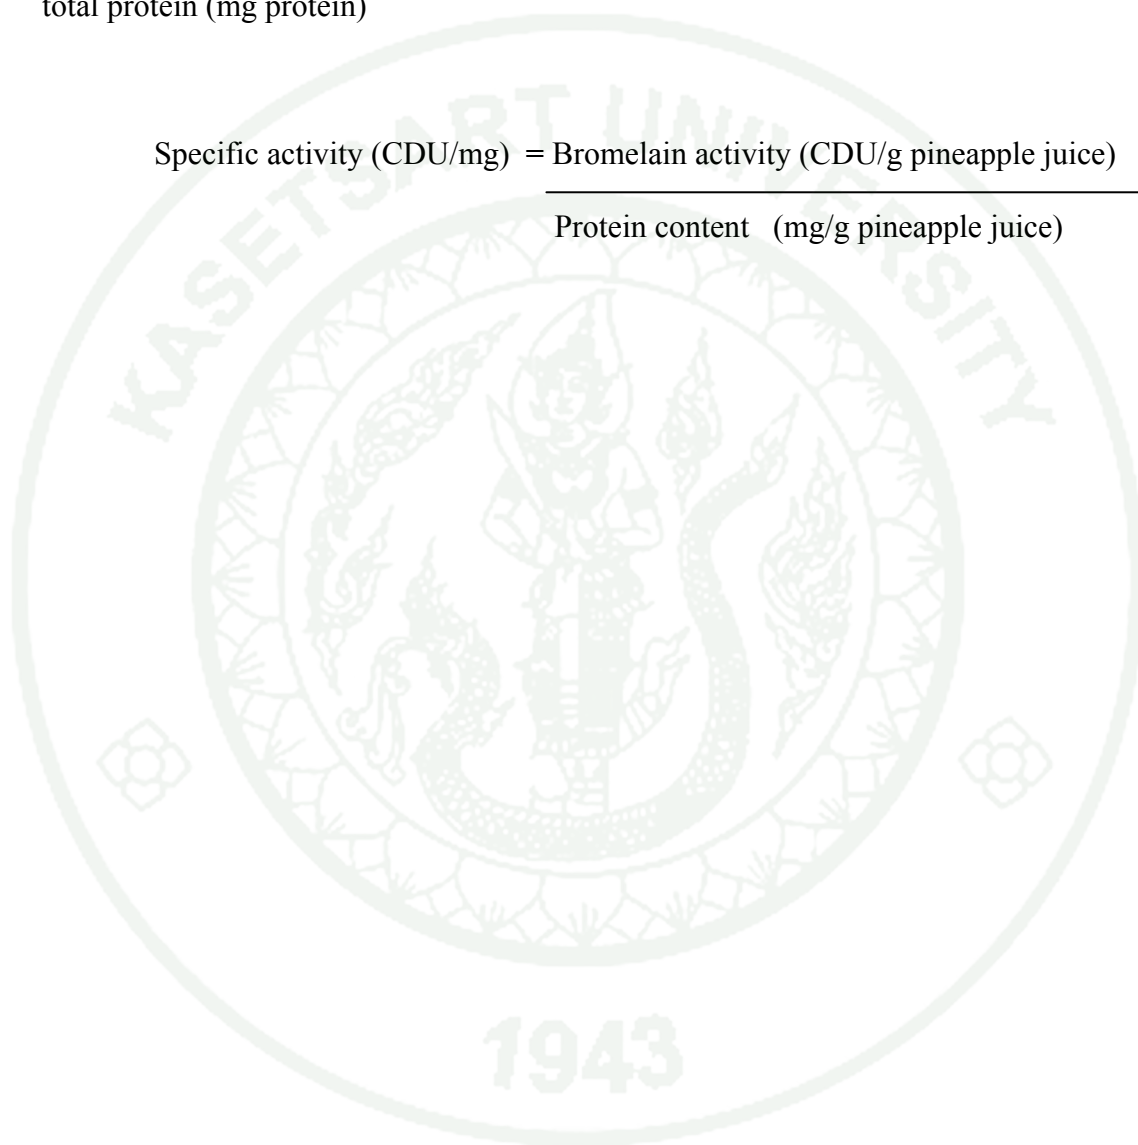 total protein (mg protein)
Specific activity (CDU/mg) = Bromelain activity (CDU/g pineapple juice)
Protein content (mg/g pineapple juice)
KASETSART UNIVERSITY
1943